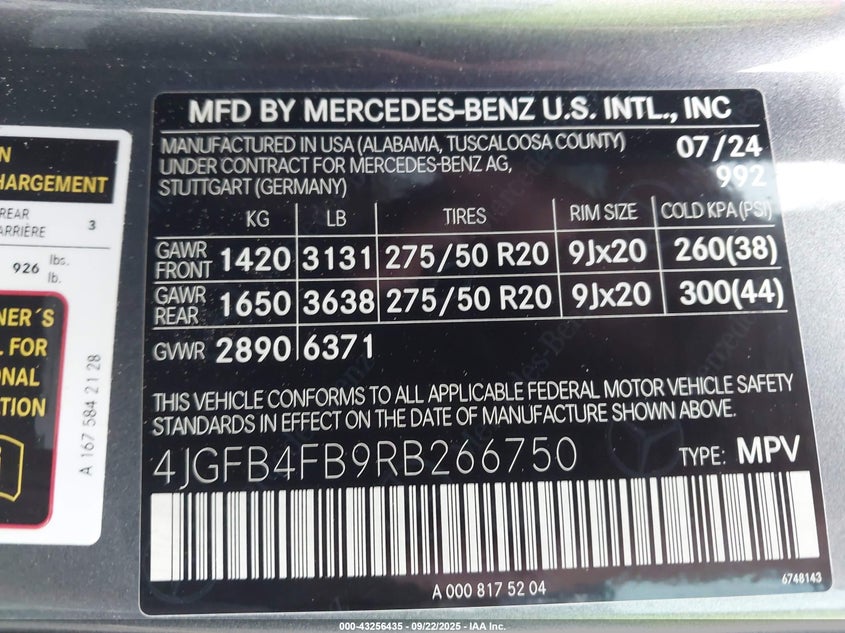 N
HARGEMENT
REAR
ARRIÈRE 3
926 lbs.
lb.
NER´S
. FOR
ONAL
TION
A 167 584 21 28
MFD BY MERCEDES-BENZ U.S. INTL., INC
MANUFACTURED IN USA (ALABAMA, TUSCALOOSA COUNTY) 07/24
UNDER CONTRACT FOR MERCEDES-BENZ AG, 992
STUTTGART (GERMANY)
KG LB TIRES RIM SIZE COLD KPA (PSI)
GAWR FRONT 1420 3131 275/50 R20 9Jx20 260(38)
GAWR REAR 1650 3638 275/50 R20 9Jx20 300(44)
GVWR 2890 6371
THIS VEHICLE CONFORMS TO ALL APPLICABLE FEDERAL MOTOR VEHICLE SAFETY
STANDARDS IN EFFECT ON THE DATE OF MANUFACTURE SHOWN ABOVE.
4JGFB4FB9RB266750 TYPE: MPV
A 000 817 52 04
6748143
000-43256435 - 09/22/2025 - IAA Inc.